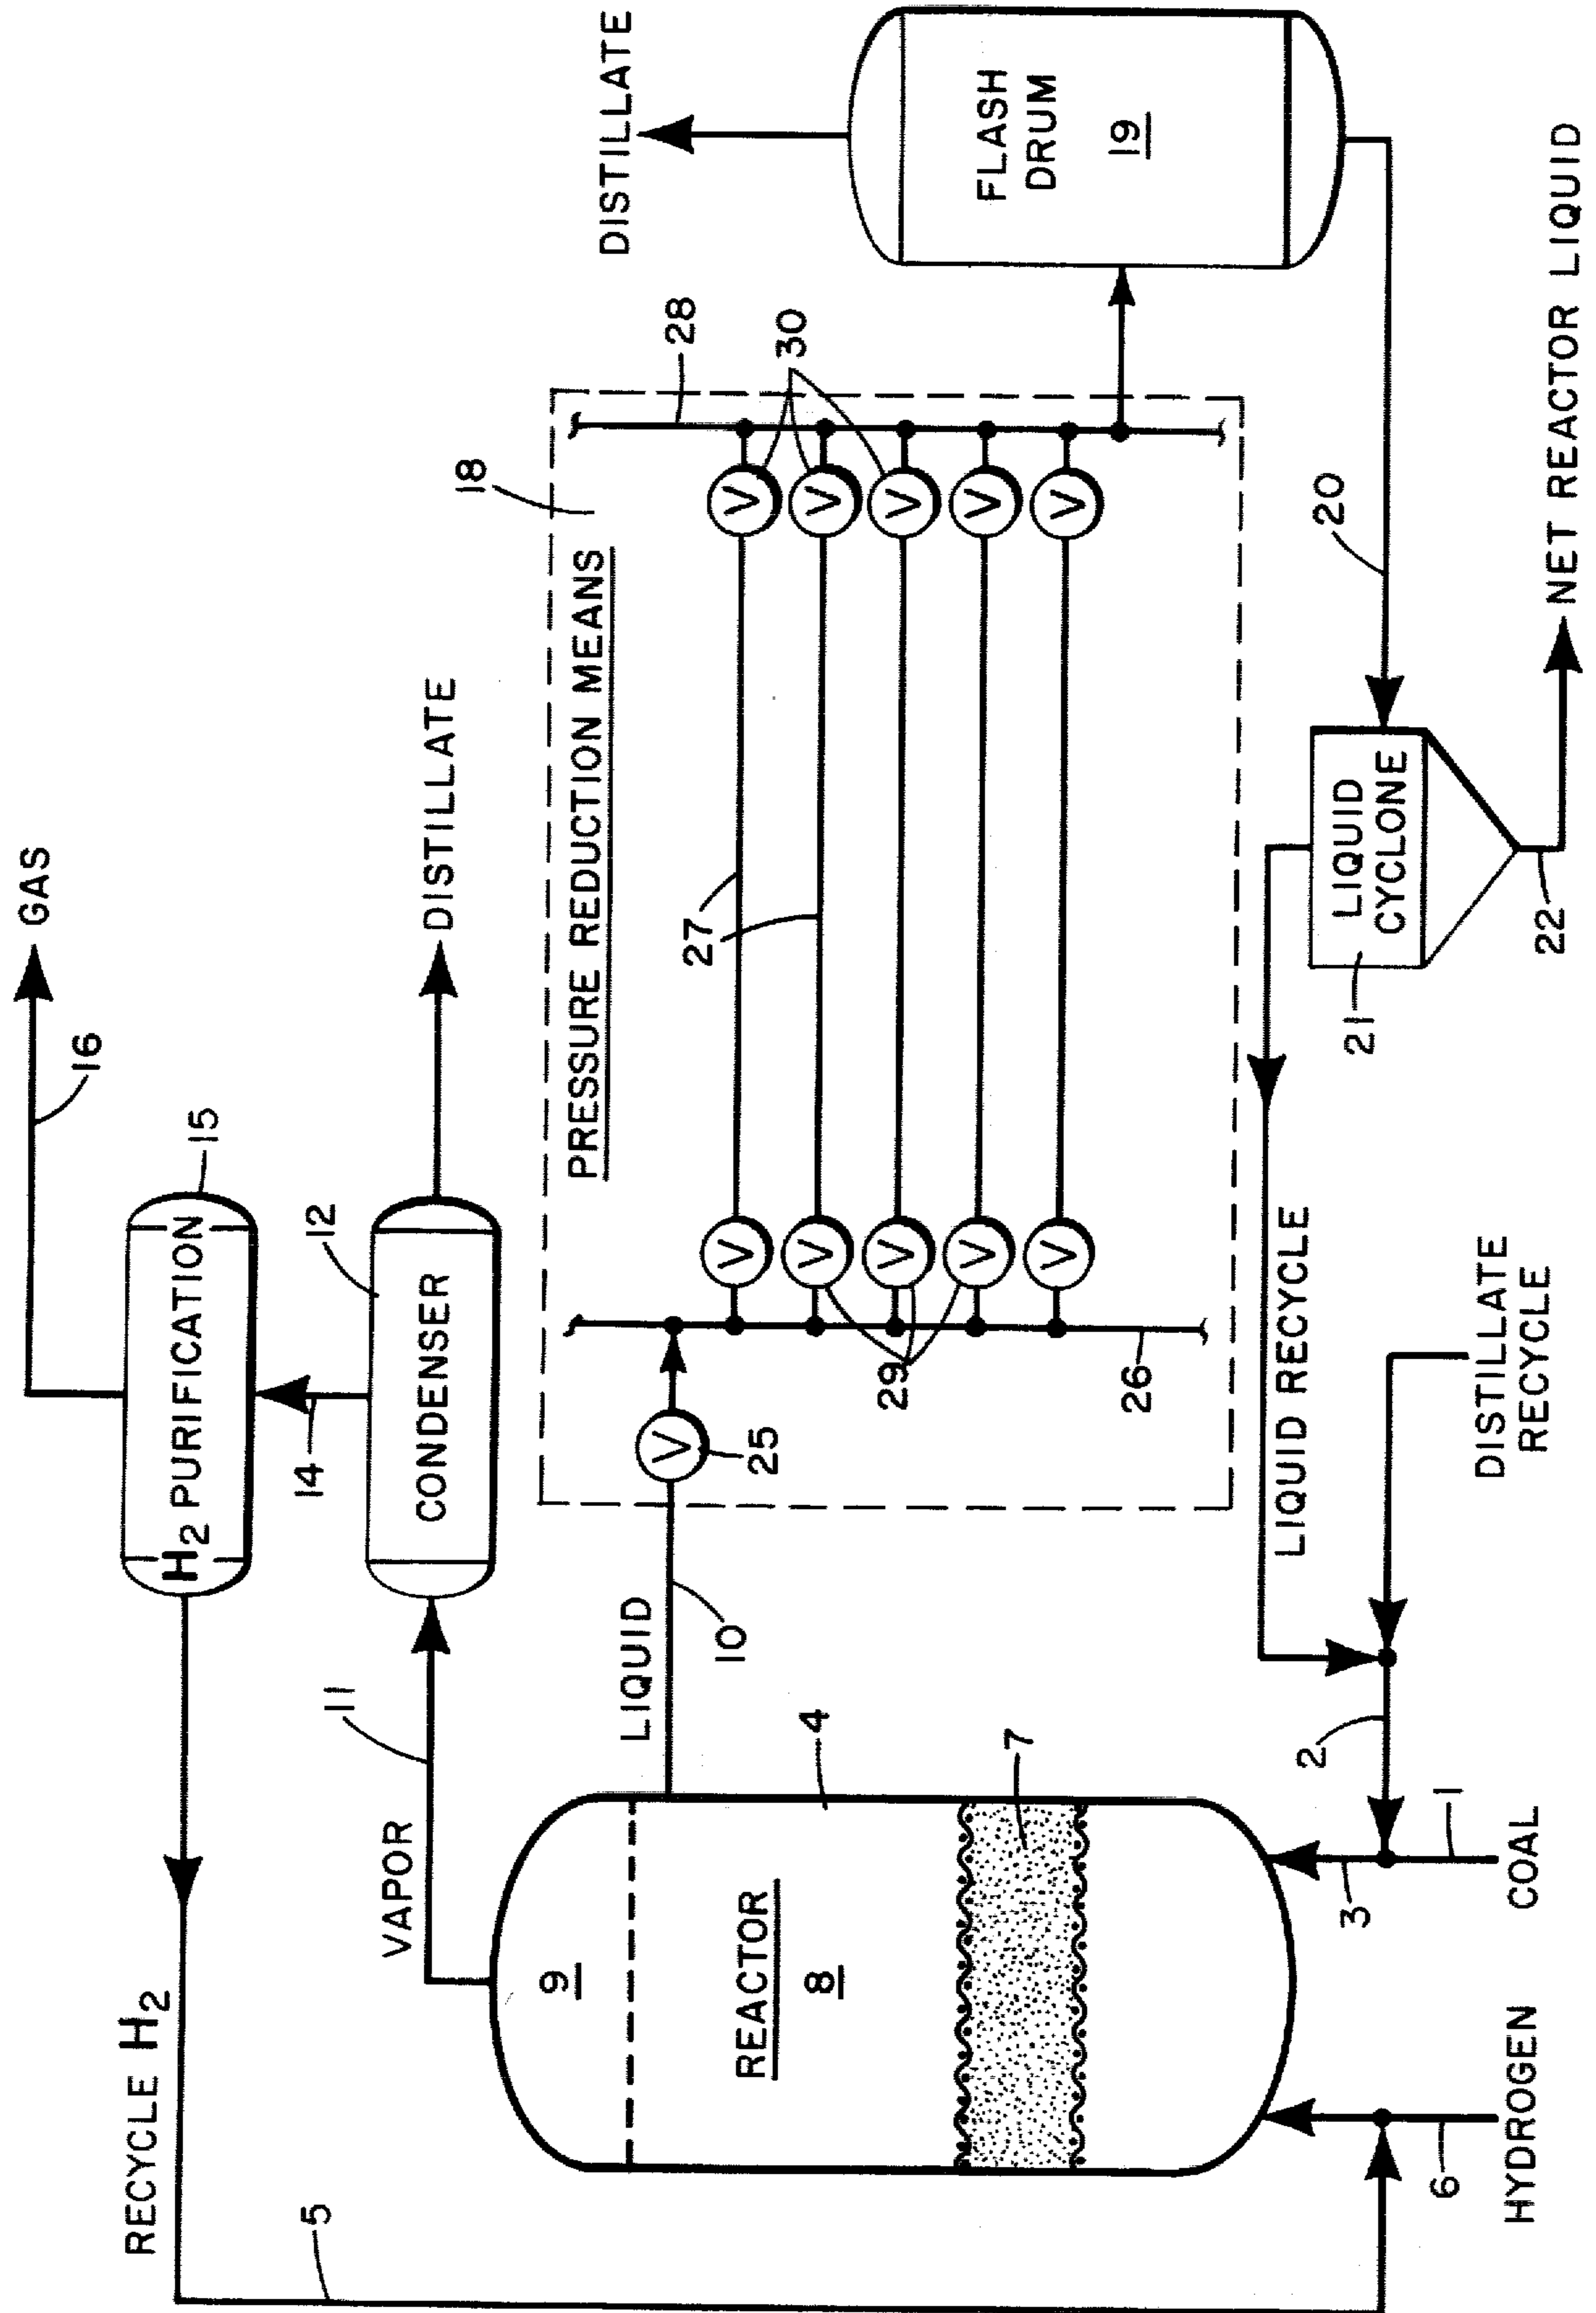 GAS
16
15
H2 PURIFICATION
RECYCLE H2
5
14
12
CONDENSER
DISTILLATE
11
VAPOR
18
PRESSURE REDUCTION MEANS
28
30
DISTILLATE
LIQUID
10
V
25
V
V
V
V
V
V
V
V
V
V
27
29
26
FLASH
DRUM
19
9
REACTOR
8
4
7
LIQUID RECYCLE
LIQUID
CYCLONE
21
20
22
NET REACTOR LIQUID
DISTILLATE
RECYCLE
2
3
1
COAL
6
HYDROGEN